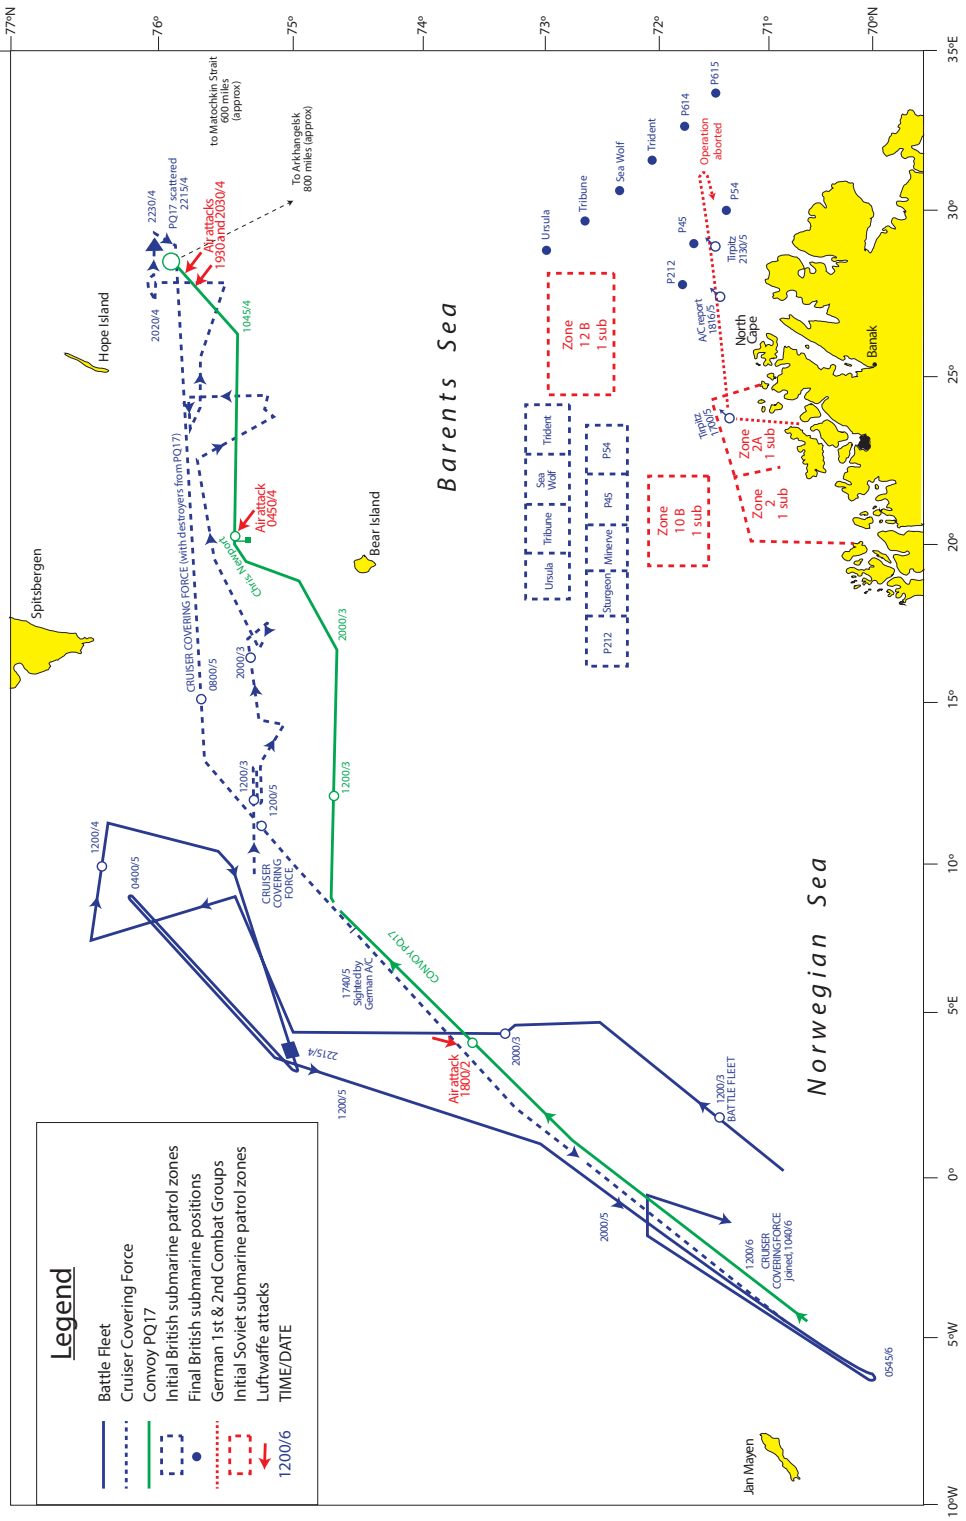 Legend
Battle Fleet
Cruiser Covering Force
Convoy PQ17
Initial British submarine patrol zones
Final British submarine positions
German 1st & 2nd Combat Groups
Initial Soviet submarine patrol zones
Luftwaffe attacks
1200/6
TIME/DATE
77°N
76°
75°
74°
73°
72°
71°
70°N
10°W
5°W
0°
5°E
10°
15°
20°
25°
30°
35°E
Spitsbergen
Hope Island
Bear Island
Jan Mayen
Barents Sea
Norwegian Sea
North
Cape
Banak
to Matochkin Strait
600 miles
(approx)
To Arkhangelsk
800 miles (approx)
2230/4
PQ17 scattered
2215/4
2020/4
Air attacks
1930 and 2030/4
1045/4
CRUISER COVERING FORCE (with destroyers from PQ17)
0800/5
Air attack
0450/4
Chris Newport
2000/3
2000/3
1200/3
1200/3
1200/5
CRUISER
COVERING
FORCE
1200/4
0400/5
1740/5
Sighted by
German A/C
CONVOY PQ17
2215/4
1200/5
Air attack
1800/2
2000/3
1200/3
BATTLE FLEET
2000/5
1200/6
CRUISER
COVERING FORCE
joined, 1040/6
0545/6
Ursula
Tribune
Sea Wolf
Trident
P614
P615
P212
P45
P54
Operation
aborted
Tirpitz
2130/5
A/C report
1816/5
Tirpitz
1700/5
Zone
12 B
1 sub
Zone
10 B
1 sub
Zone
2A
1 sub
Zone
2
1 sub
Ursula
Tribune
Sea
Wolf
Trident
P212
Sturgeon
Minerve
P45
P54